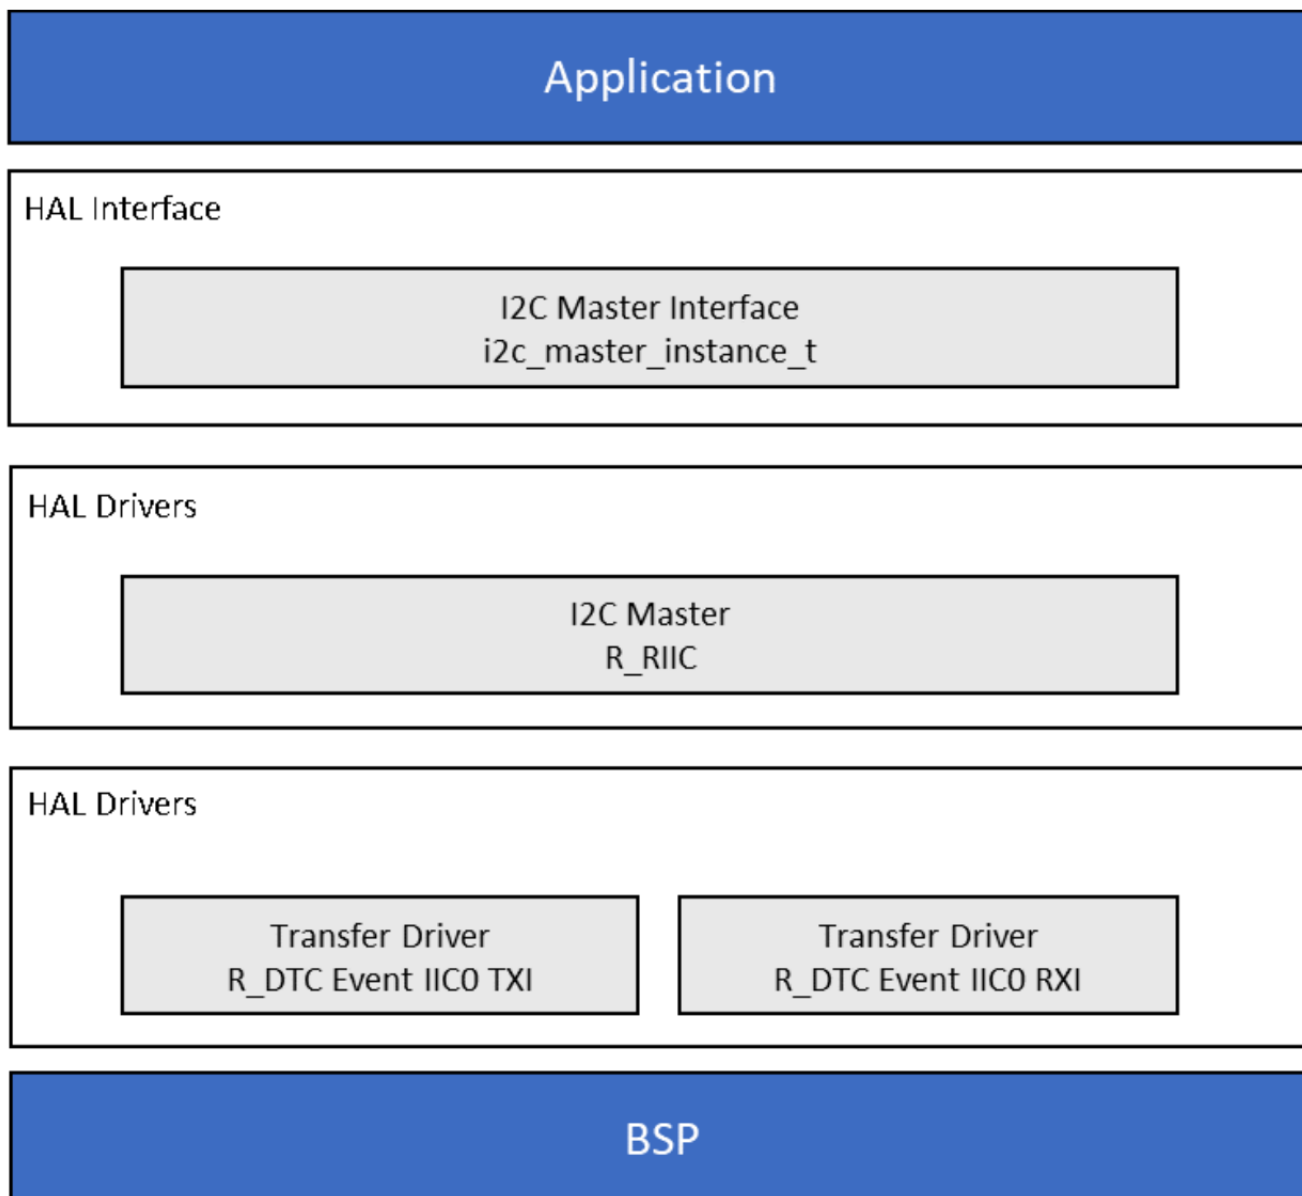 Application
HAL Interface
I2C Master Interface
i2c_master_instance_t
HAL Drivers
I2C Master
R_RIIC
HAL Drivers
Transfer Driver
R_DTC Event IIC0 TXI
Transfer Driver
R_DTC Event IIC0 RXI
BSP